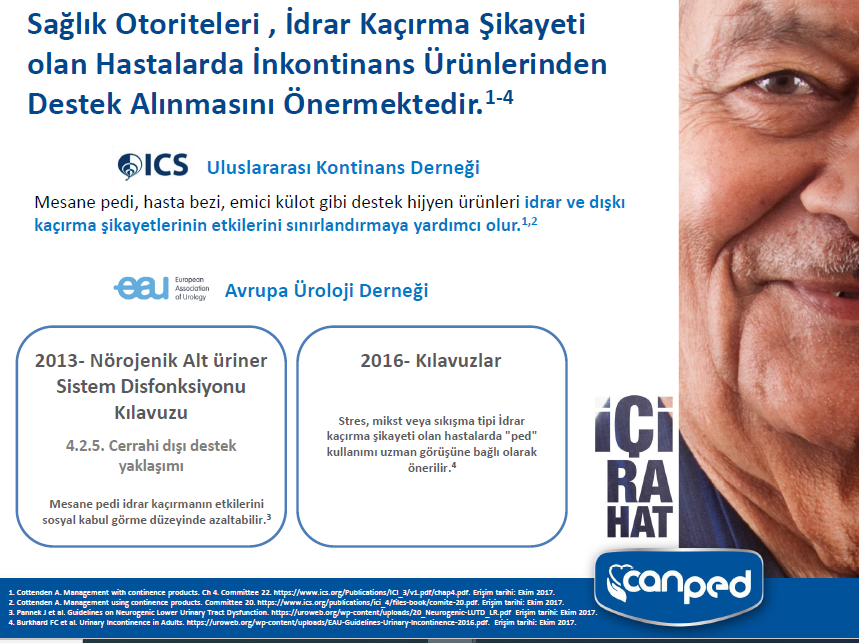 Sağlık Otoriteleri , İdrar Kaçırma Şikayeti
olan Hastalarda İnkontinans Ürünlerinden
Destek Alınmasını Önermektedir.1-4
ICS Uluslararası Kontinans Derneği
Mesane pedi, hasta bezi, emici külot gibi destek hijyen ürünleri idrar ve dışkı
kaçırma şikayetlerinin etkilerini sınırlandırmaya yardımcı olur.1,2
eau European
Association
of Urology
Avrupa Üroloji Derneği
2013- Nörojenik Alt üriner
Sistem Disfonksiyonu
Kılavuzu
4.2.5. Cerrahi dışı destek
yaklaşımı
Mesane pedi idrar kaçırmanın etkilerini
sosyal kabul görme düzeyinde azaltabilir.3
2016- Kılavuzlar
Stres, mikst veya sıkışma tipi İdrar
kaçırma şikayeti olan hastalarda "ped"
kullanımı uzman görüşüne bağlı olarak
önerilir.4
İÇİ
RA
HAT
canped
1. Cottenden A. Management with continence products. Ch 4. Committee 22. https://www.ics.org/Publications/ICI_3/v1.pdf/chap4.pdf. Erişim tarihi: Ekim 2017.
2. Cottenden A. Management using continence products. Committee 20. https://www.ics.org/publications/ici_4/files-book/comite-20.pdf. Erişim tarihi: Ekim 2017.
3. Pannek J et al. Guidelines on Neurogenic Lower Urinary Tract Dysfunction. https://uroweb.org/wp-content/uploads/20_Neurogenic-LUTD_LR.pdf Erişim tarihi: Ekim 2017.
4. Burkhard FC et al. Urinary Incontinence in Adults. https://uroweb.org/wp-content/uploads/EAU-Guidelines-Urinary-Incontinence-2016.pdf. Erişim tarihi: Ekim 2017.